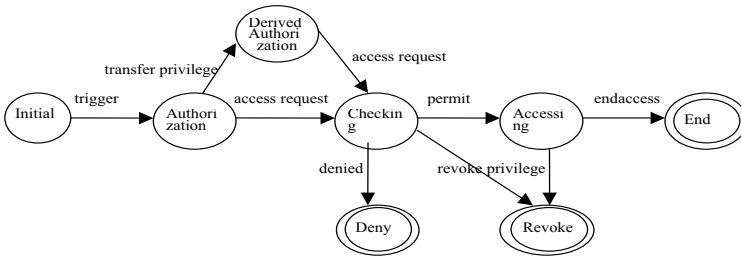 Derived
Authori
zation
transfer privilege
access request
Initial
trigger
Authori
zation
access request
Checkin
g
permit
Accessi
ng
endaccess
End
denied
revoke privilege
Deny
Revoke